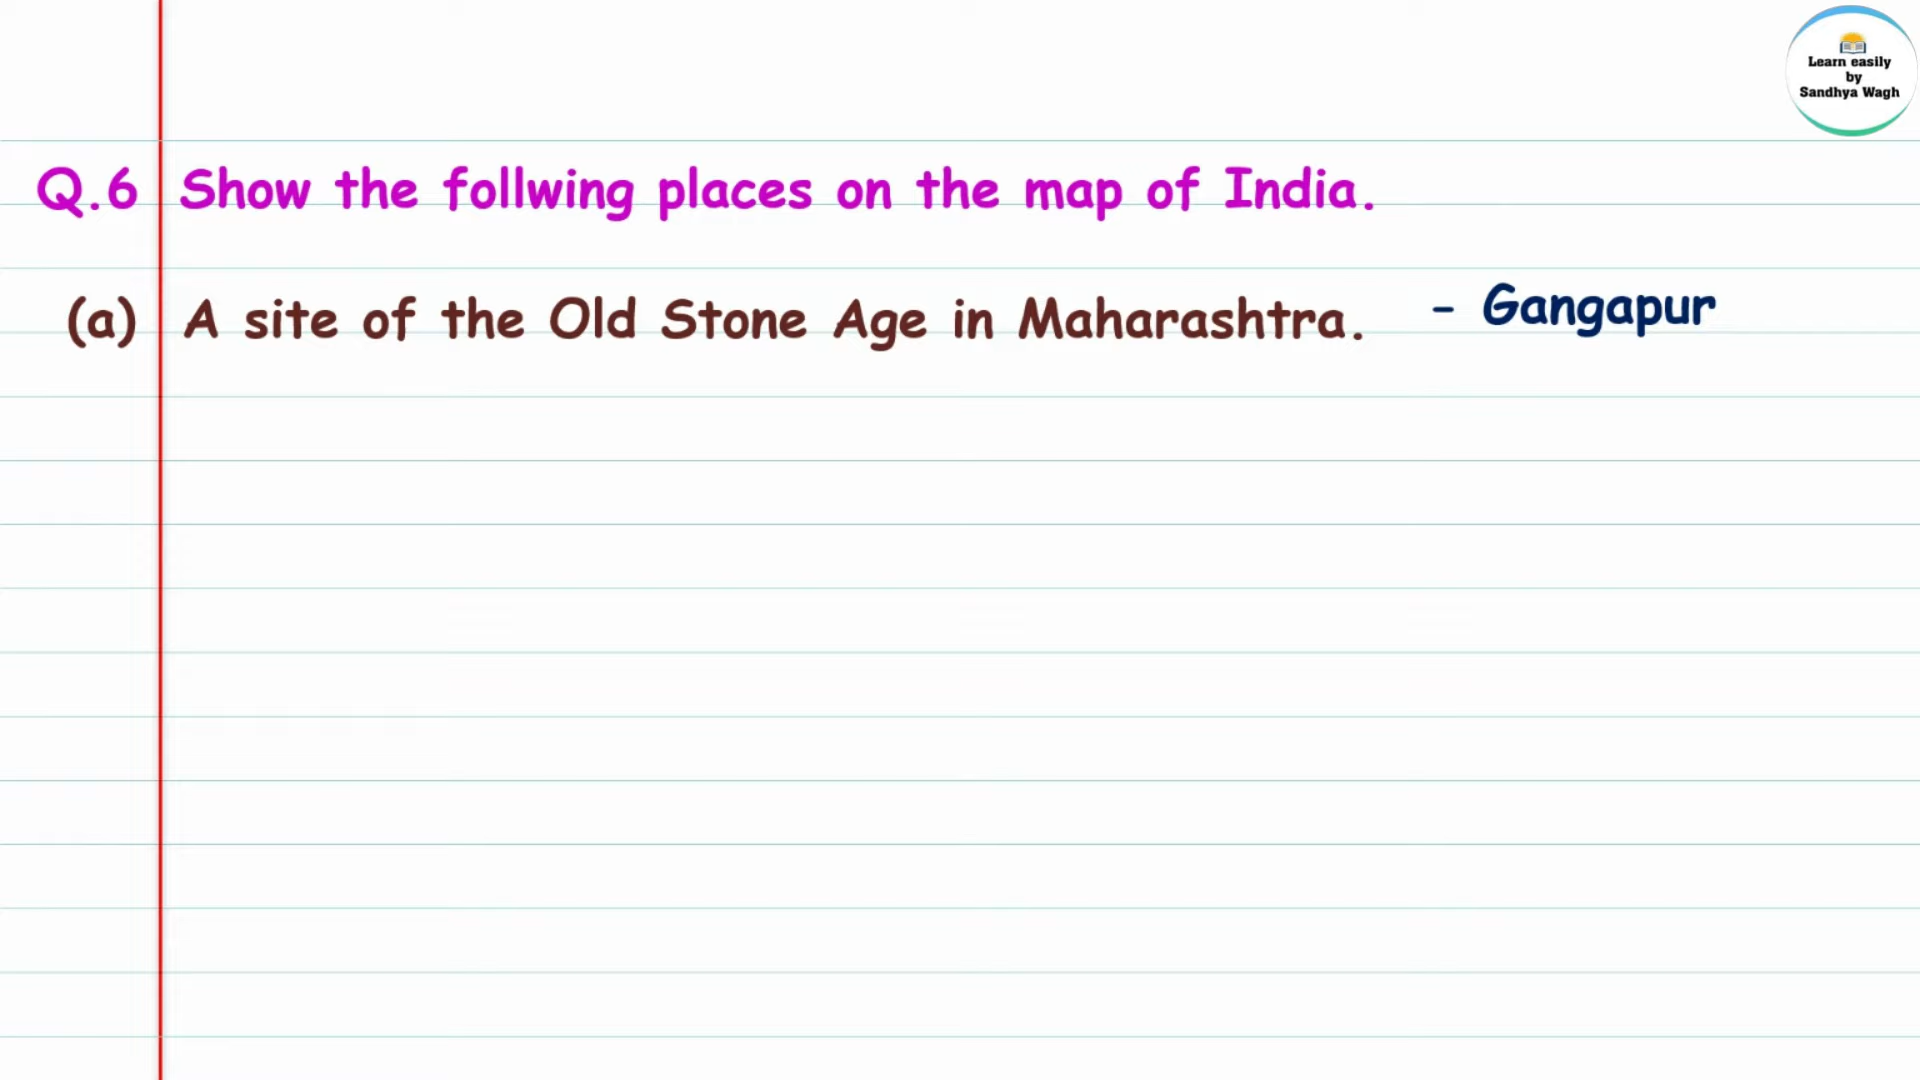 Learn easily
by
Sandhya Wagh
Q.6 Show the follwing places on the map of India.
(a) A site of the Old Stone Age in Maharashtra. - Gangapur